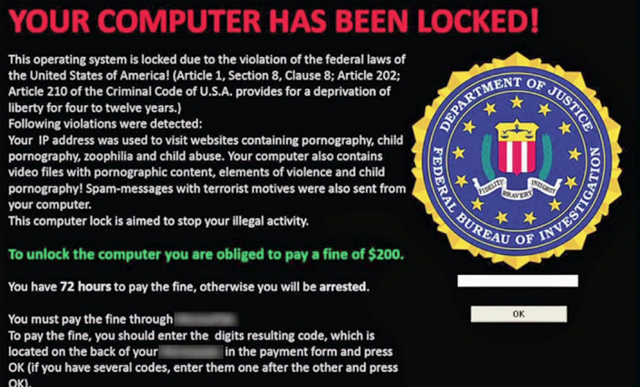 YOUR COMPUTER HAS BEEN LOCKED!
This operating system is locked due to the violation of the federal laws of
the United States of America! (Article 1, Section 8, Clause 8; Article 202;
Article 210 of the Criminal Code of U.S.A. provides for a deprivation of
liberty for four to twelve years.)
Following violations were detected:
Your IP address was used to visit websites containing pornography, child
pornography, zoophilia and child abuse. Your computer also contains
video files with pornographic content, elements of violence and child
pornography! Spam-messages with terrorist motives were also sent from
your computer.
This computer lock is aimed to stop your illegal activity.
To unlock the computer you are obliged to pay a fine of $200.
You have 72 hours to pay the fine, otherwise you will be arrested.
You must pay the fine through
To pay the fine, you should enter the digits resulting code, which is
located on the back of your in the payment form and press
OK (if you have several codes, enter them one after the other and press
OK).
DEPARTMENT OF JUSTICE
FEDERAL BUREAU OF INVESTIGATION
FIDELITY BRAVERY INTEGRITY
OK